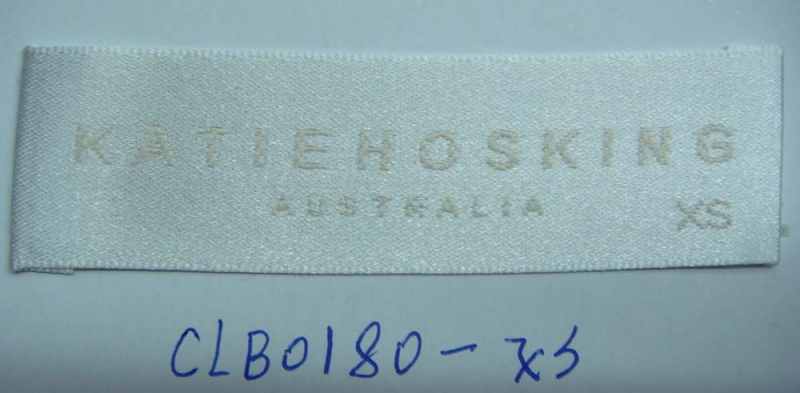 KATIEHOSKING
AUSTRALIA
XS
CLB0180-XS